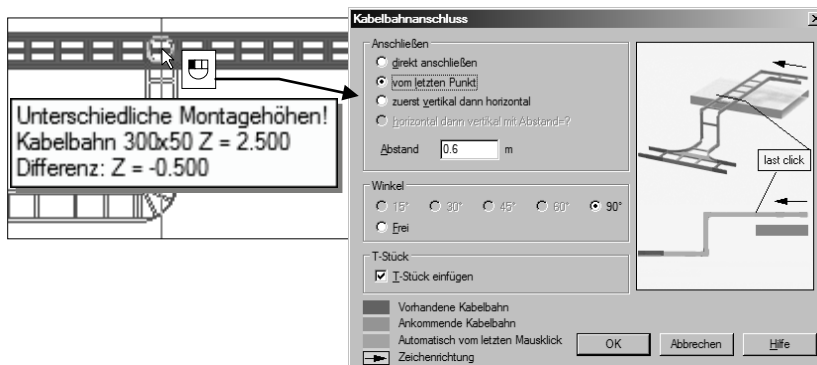 Unterschiedliche Montagehöhen!
Kabelbahn 300x50 Z = 2.500
Differenz: Z = -0.500
Kabelbahnanschluss
Anschließen
direkt anschließen
vom letzten Punkt
zuerst vertikal dann horizontal
horizontal dann vertikal mit Abstand=?
Abstand 0.6 m
Winkel
15° 30° 45° 60° 90°
Frei
T-Stück
T-Stück einfügen
last click
Vorhandene Kabelbahn
Ankommende Kabelbahn
Automatisch vom letzten Mausklick
Zeichenrichtung
OK Abbrechen Hilfe